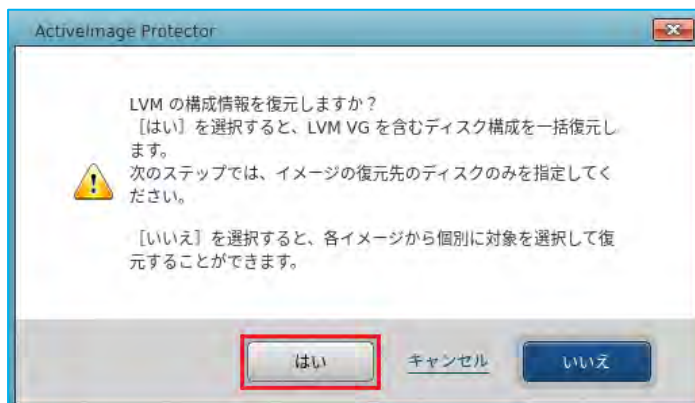 ActiveImage Protector
LVM の構成情報を復元しますか？
［はい］を選択すると、LVM VG を含むディスク構成を一括復元し
ます。
次のステップでは、イメージの復元先のディスクのみを指定してく
ださい。
［いいえ］を選択すると、各イメージから個別に対象を選択して復
元することができます。
はい
キャンセル
いいえ